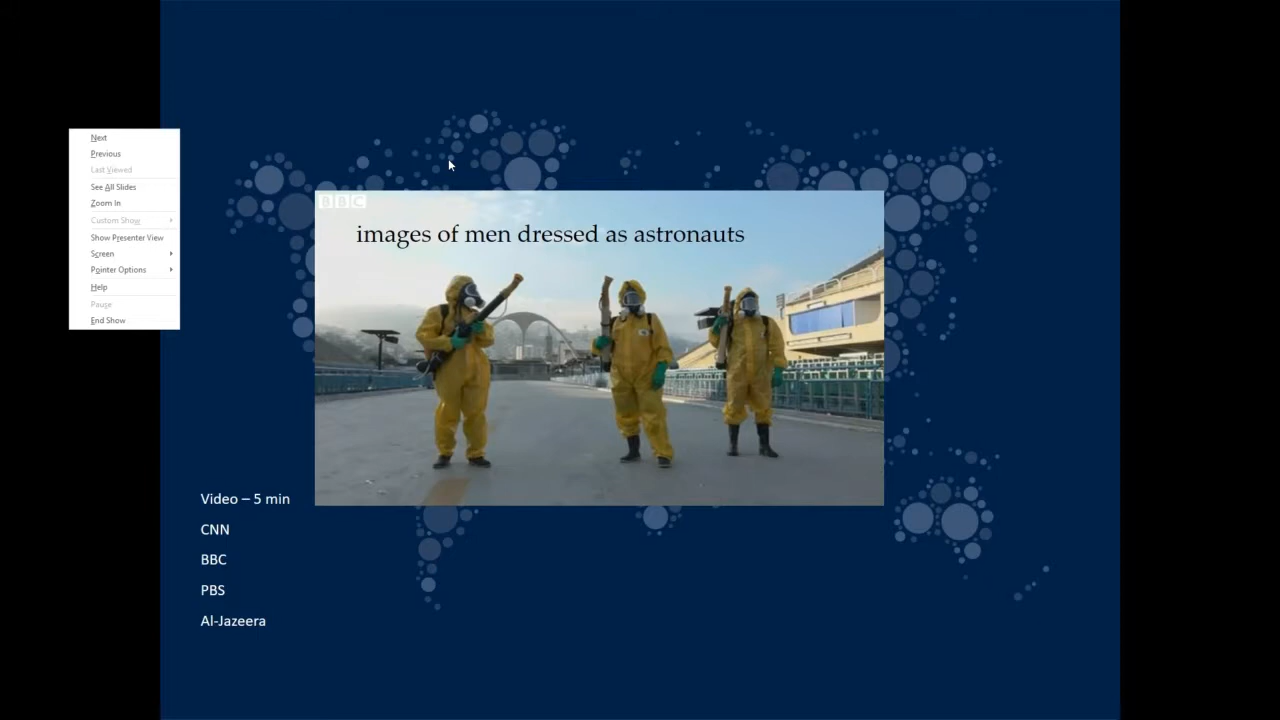 Next
Previous
Last Viewed
See All Slides
Zoom In
Custom Show
Show Presenter View
Screen
Pointer Options
Help
Pause
End Show
BBC
images of men dressed as astronauts
Video – 5 min
CNN
BBC
PBS
Al-Jazeera